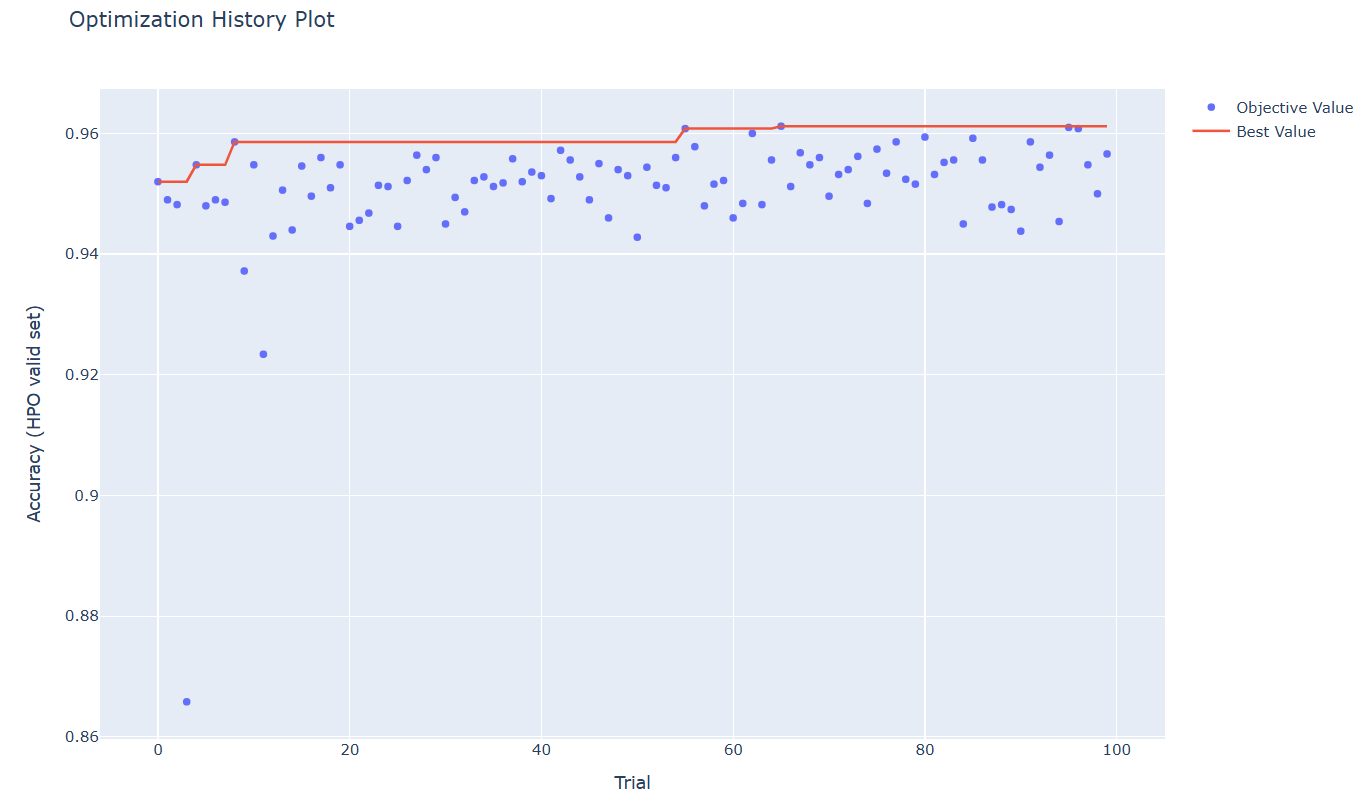 Optimization History Plot
Objective Value
Best Value
0.96
0.94
0.92
0.9
0.88
0.86
Accuracy (HPO valid set)
0 20 40 60 80 100
Trial